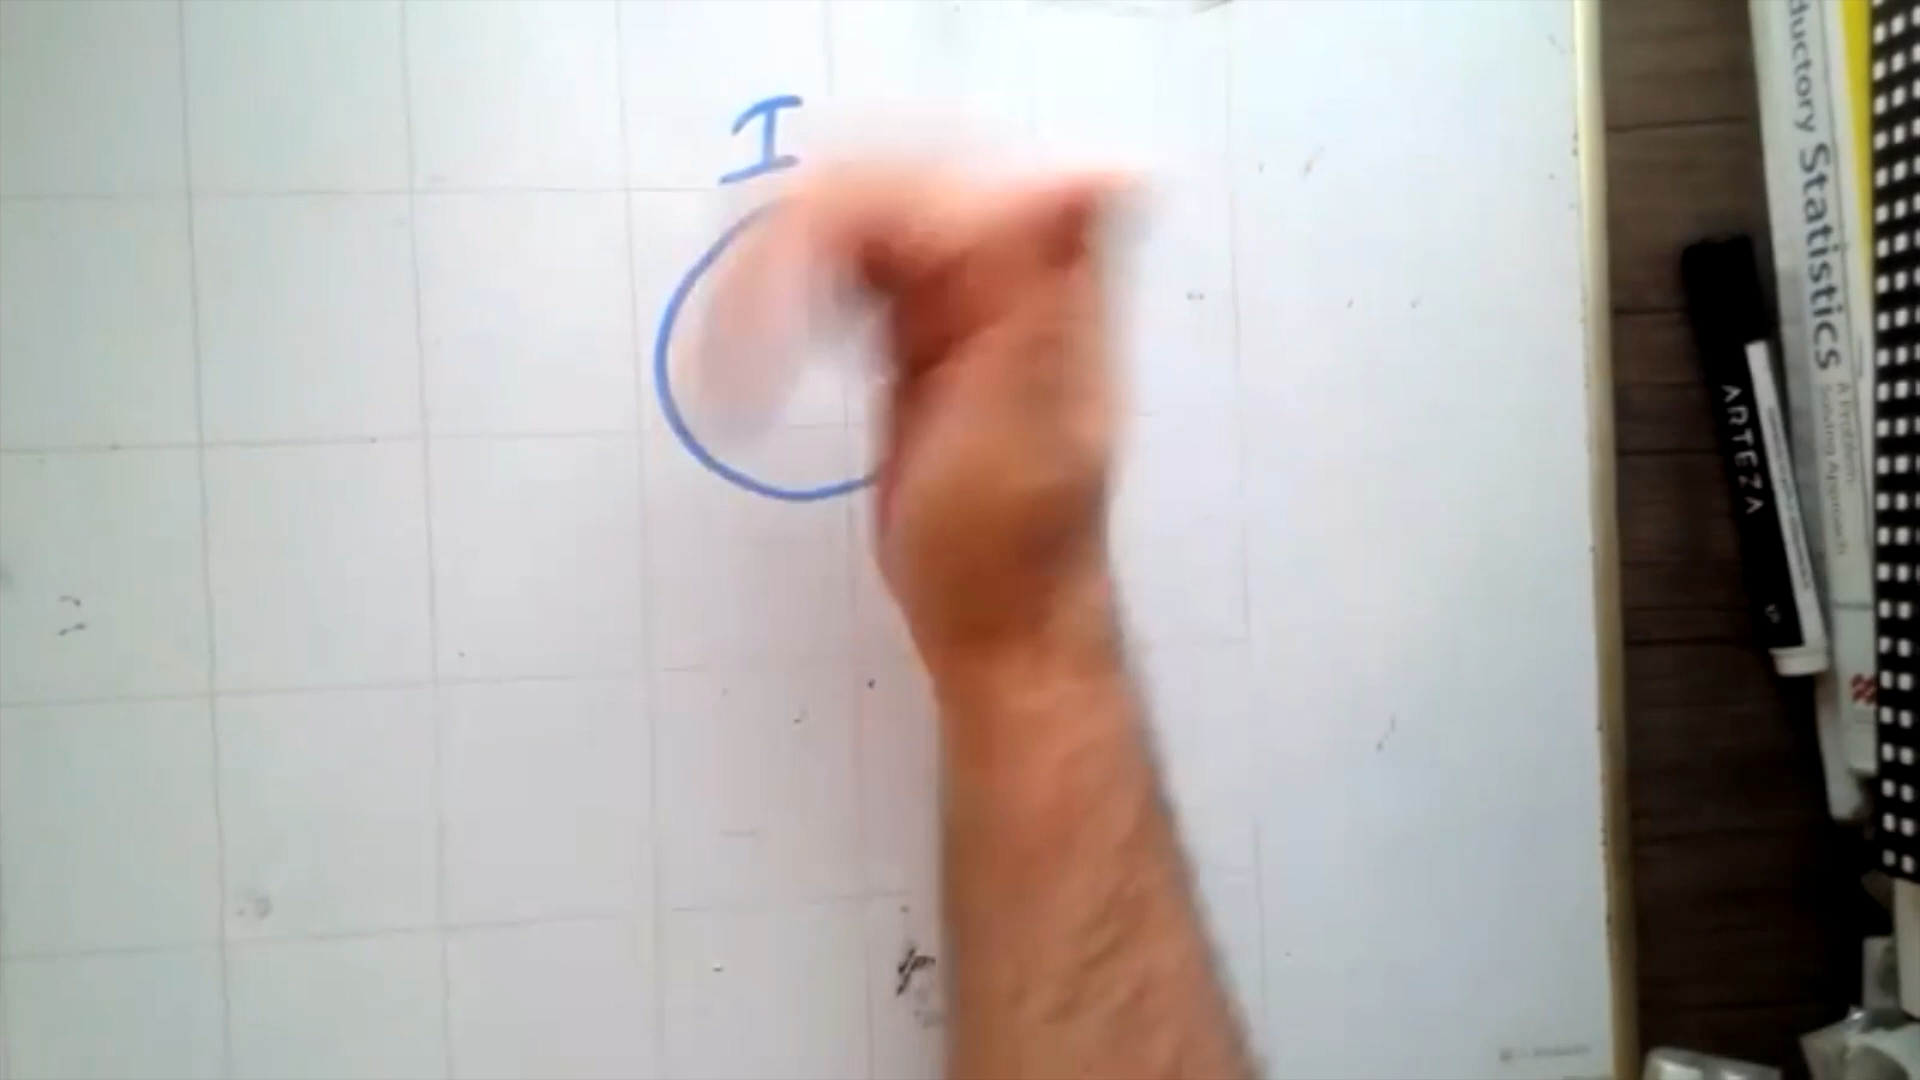 I
ductory Statistics
A Problem
Solving Approach
ARTEZA